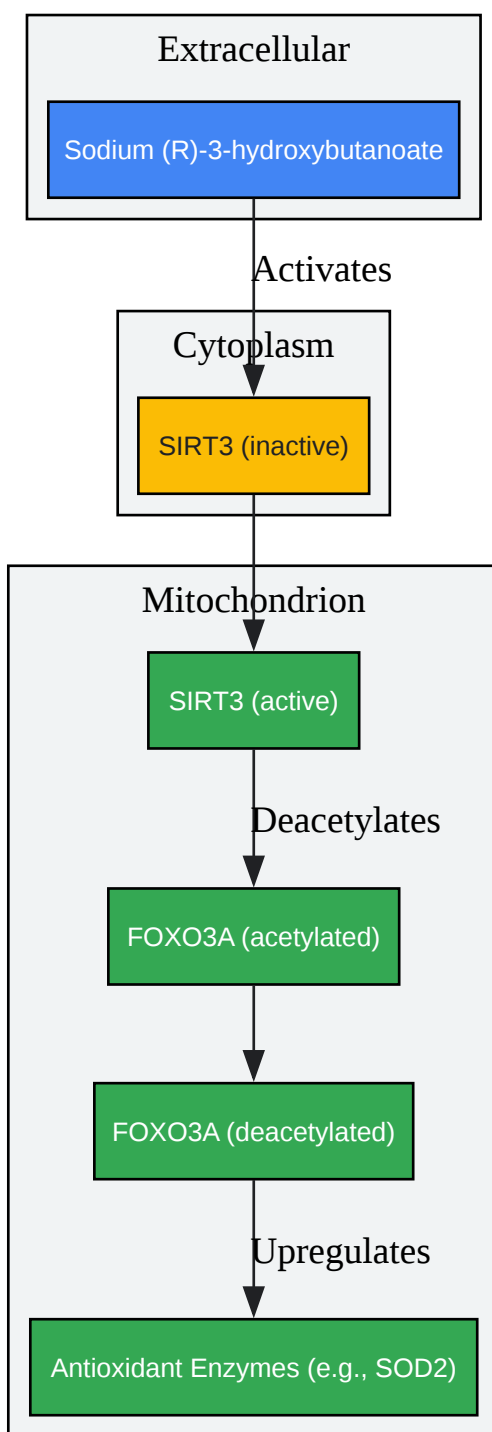 Extracellular
Sodium (R)-3-hydroxybutanoate
Activates
Cytoplasm
SIRT3 (inactive)
Mitochondrion
SIRT3 (active)
Deacetylates
FOXO3A (acetylated)
FOXO3A (deacetylated)
Upregulates
Antioxidant Enzymes (e.g., SOD2)